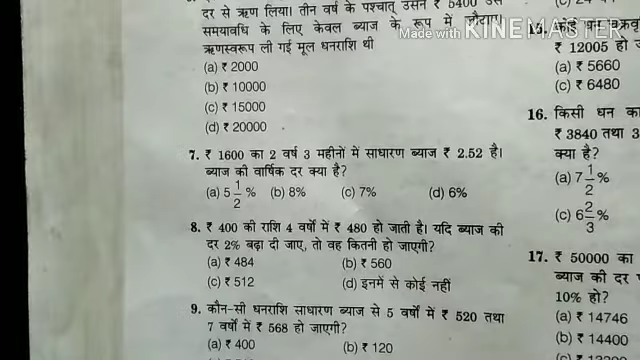 दर से ऋण लिया। तीन वर्ष के पश्चात् उसने ₹ 5400 उस
समयावधि के लिए केवल ब्याज के रूप में लौटाए।
ऋणस्वरूप ली गई मूल धनराशि थी
(a) ₹ 2000
(b) ₹ 10000
(c) ₹ 15000
(d) ₹ 20000
7. ₹ 1600 का 2 वर्ष 3 महीनों में साधारण ब्याज ₹ 2.52 है।
ब्याज की वार्षिक दर क्या है?
(a) 5 1/2 % (b) 8% (c) 7% (d) 6%
8. ₹ 400 की राशि 4 वर्षों में ₹ 480 हो जाती है। यदि ब्याज की
दर 2% बढ़ा दी जाए, तो वह कितनी हो जाएगी?
(a) ₹ 484 (b) ₹ 560
(c) ₹ 512 (d) इनमें से कोई नहीं
9. कौन-सी धनराशि साधारण ब्याज से 5 वर्षों में ₹ 520 तथा
7 वर्षों में ₹ 568 हो जाएगी?
(a) ₹ 400 (b) ₹ 120
Made with KINEMASTER
15.
₹ 12005 हो
(a) ₹ 5660
(c) ₹ 6480
16. किसी धन का
₹ 3840 तथा
क्या है?
(a) 7 1/2 %
(c) 6 2/3 %
17. ₹ 50000 का
ब्याज की दर
10% हो?
(a) ₹ 14746
(b) ₹ 14400